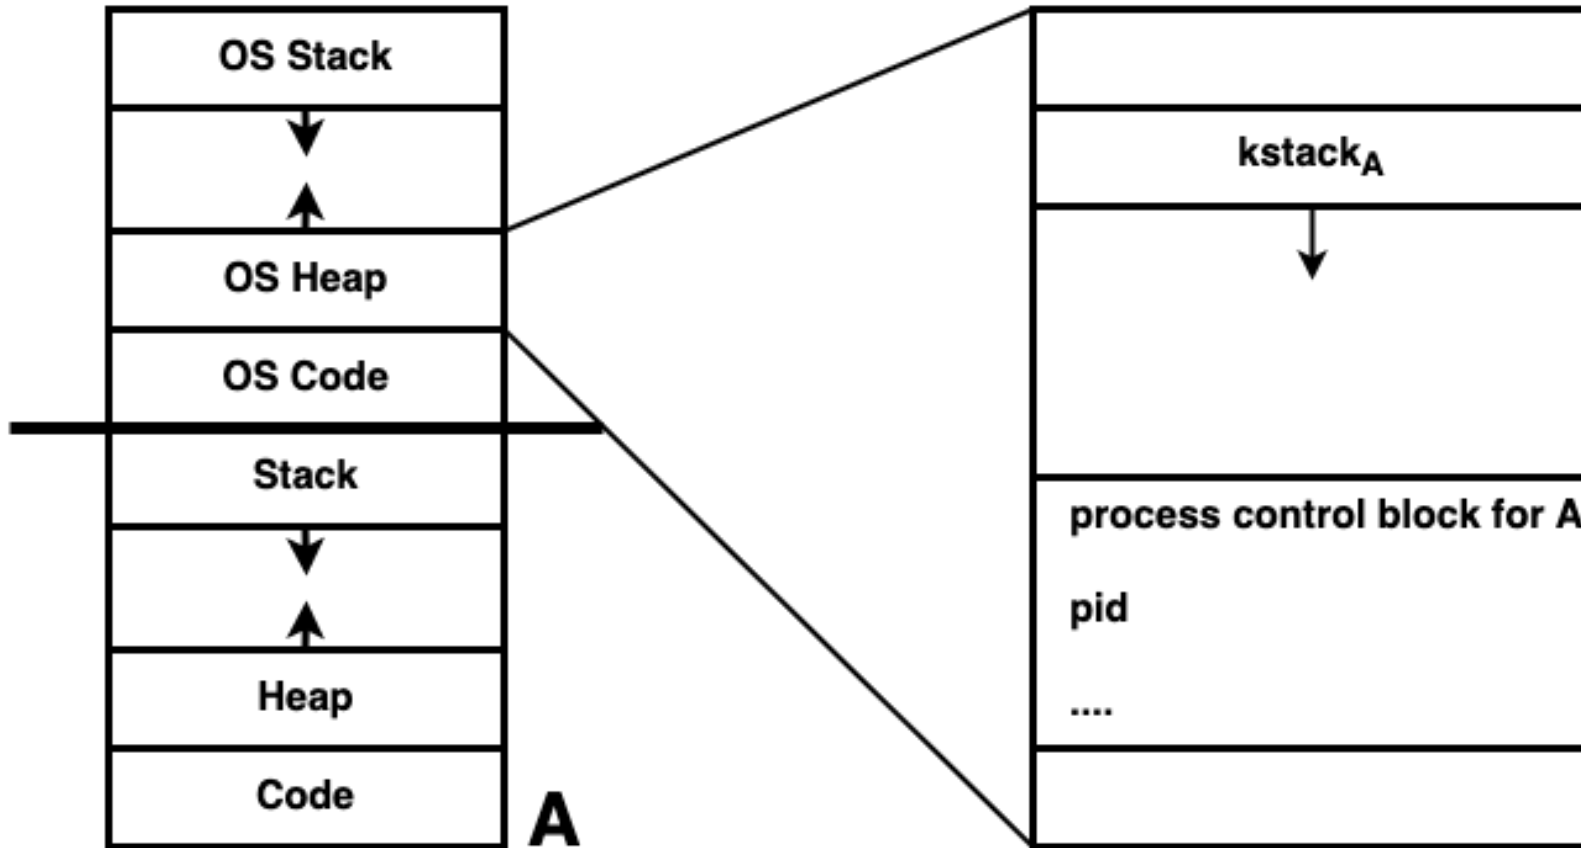 OS Stack
OS Heap
OS Code
Stack
Heap
Code
A
kstackA
process control block for A
pid
....